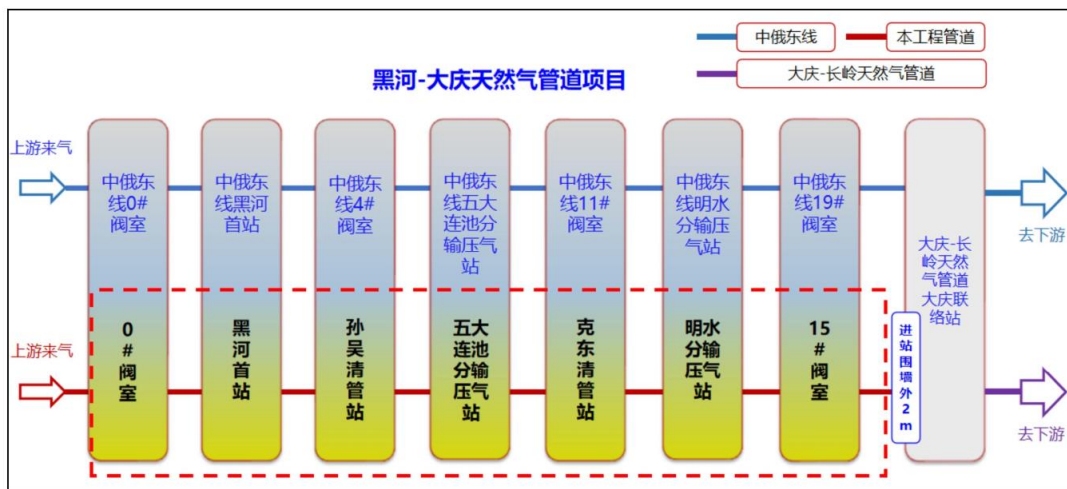 中俄东线
本工程管道
大庆-长岭天然气管道
黑河-大庆天然气管道项目
上游来气
中俄东
线0#
阀室
中俄东
线黑河
首站
中俄东
线4#
阀室
中俄东
线五大
连池分
输压气
站
中俄东
线11#
阀室
中俄东
线明水
分输压
气站
中俄东
线19#
阀室
大庆-长
岭天然
气管道
大庆联
络站
去下游
上游来气
0
#
阀
室
黑
河
首
站
孙
吴
清
管
站
五大
连池
分输
压气
站
克
东
清
管
站
明水
分输
压气
站
15
#
阀
室
进
站
围
墙
外
2
m
去下游